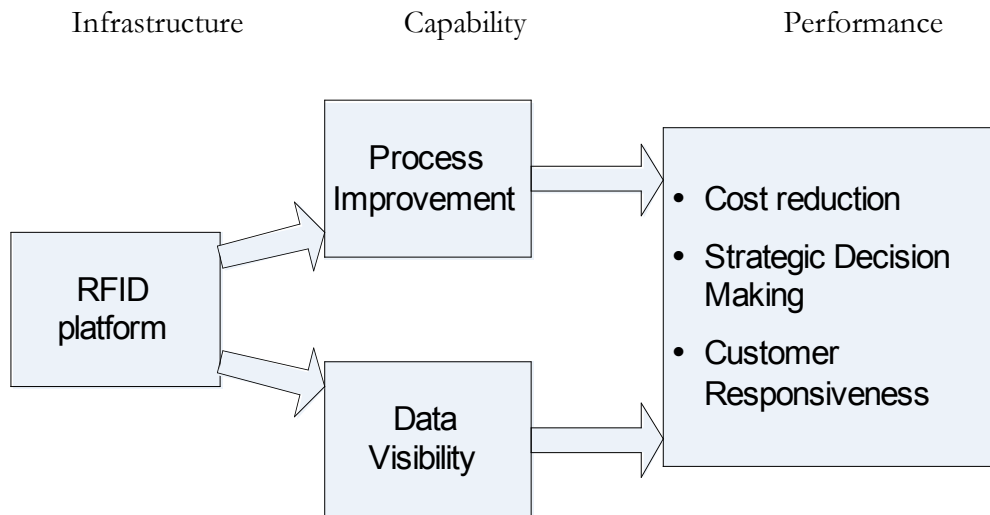 Infrastructure
Capability
Performance
Process
Improvement
RFID
platform
Data
Visibility
• Cost reduction
• Strategic Decision
Making
• Customer
Responsiveness